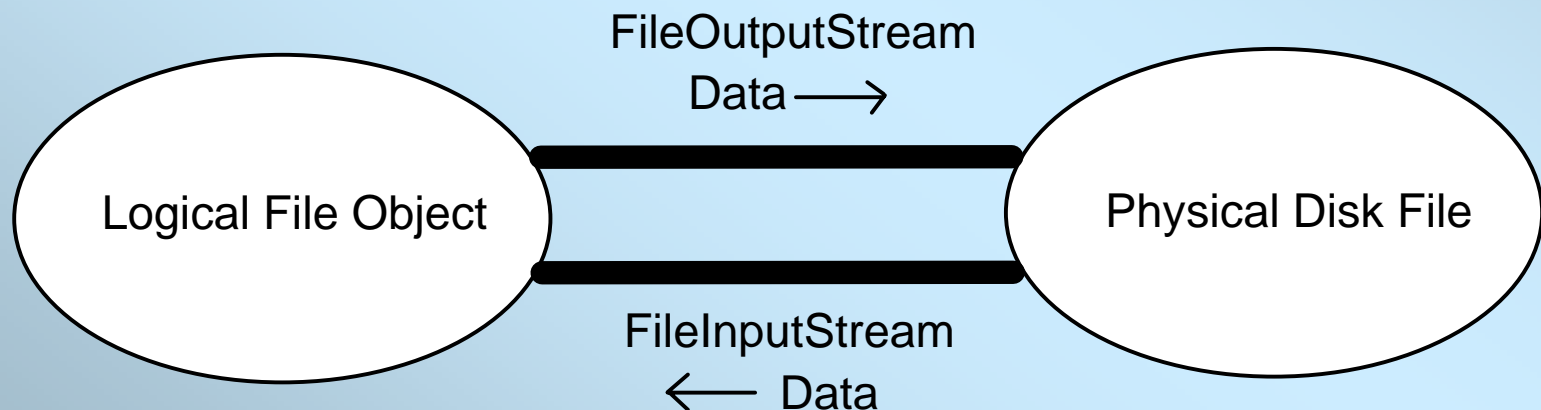 FileOutputStream
Data
Logical File Object
Physical Disk File
FileInputStream
Data